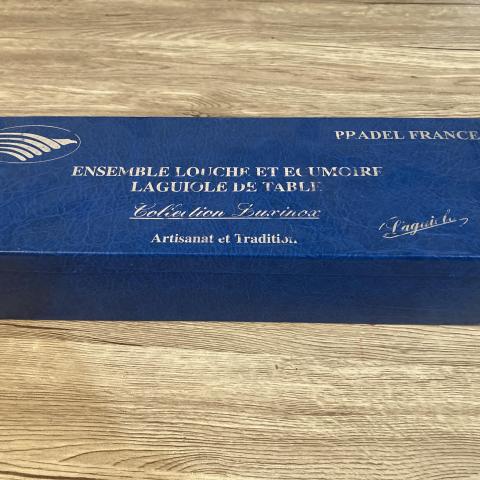 PRADEL FRANCE
ENSEMBLE LOUCHE ET ECUMOIRE
LAGUIOLE DE TABLE
Collection Luxinox
Artisanat et Tradition
Laguiole